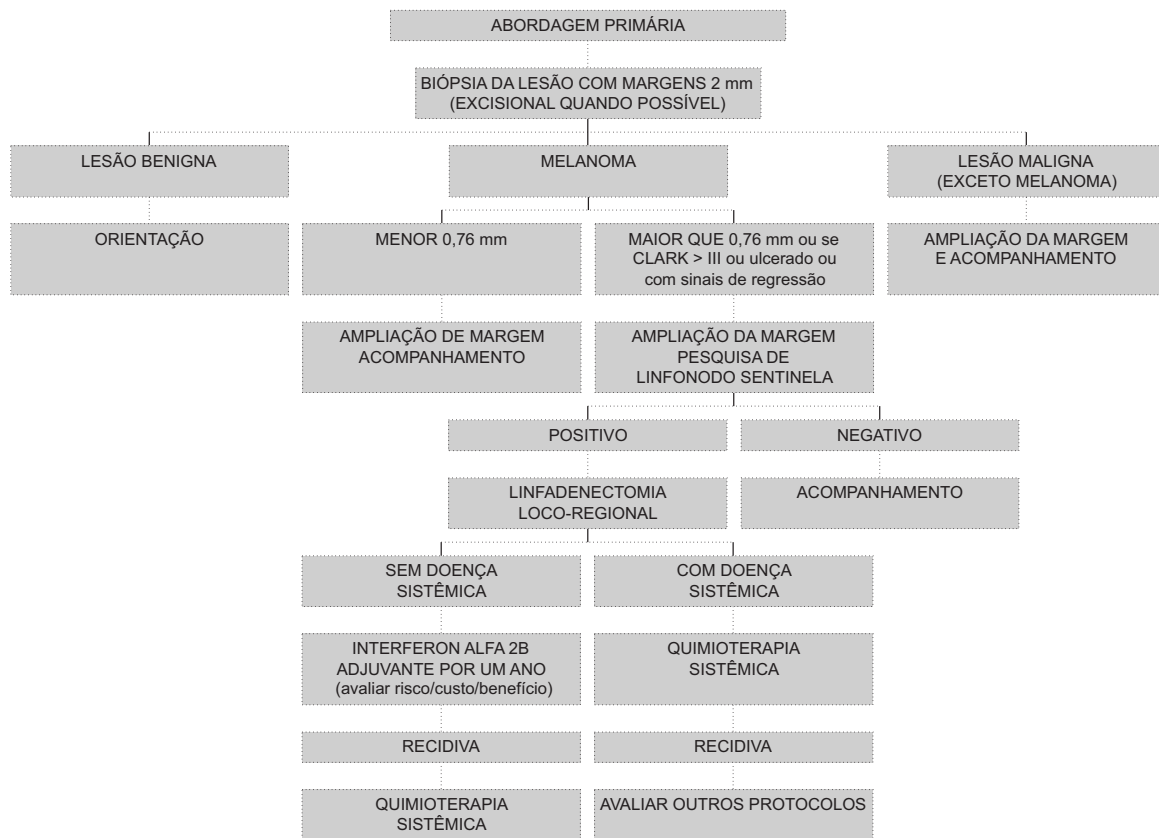 ABORDAGEM PRIMÁRIA
BIÓPSIA DA LESÃO COM MARGENS 2 mm
(EXCISIONAL QUANDO POSSÍVEL)
LESÃO BENIGNA
MELANOMA
LESÃO MALIGNA
(EXCETO MELANOMA)
ORIENTAÇÃO
MENOR 0,76 mm
MAIOR QUE 0,76 mm ou se
CLARK > III ou ulcerado ou
com sinais de regressão
AMPLIAÇÃO DA MARGEM
E ACOMPANHAMENTO
AMPLIAÇÃO DE MARGEM
ACOMPANHAMENTO
AMPLIAÇÃO DA MARGEM
PESQUISA DE
LINFONODO SENTINELA
POSITIVO
NEGATIVO
LINFADENECTOMIA
LOCO-REGIONAL
ACOMPANHAMENTO
SEM DOENÇA
SISTÊMICA
COM DOENÇA
SISTÊMICA
INTERFERON ALFA 2B
ADJUVANTE POR UM ANO
(avaliar risco/custo/benefício)
QUIMIOTERAPIA
SISTÊMICA
RECIDIVA
RECIDIVA
QUIMIOTERAPIA
SISTÊMICA
AVALIAR OUTROS PROTOCOLOS